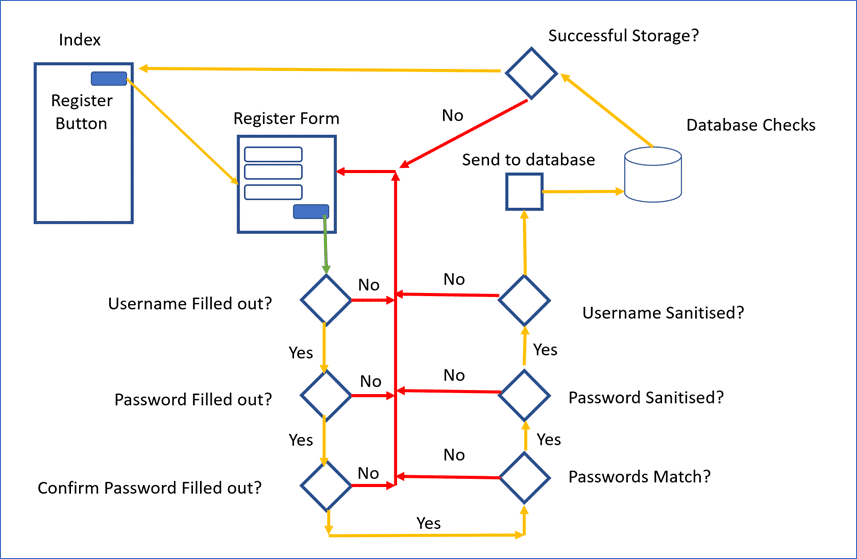 Successful Storage?
Index
Register
Button
Register Form
No
Database Checks
Send to database
Username Filled out?
No
No
Username Sanitised?
Yes
Yes
Password Filled out?
No
No
Password Sanitised?
Yes
Yes
Confirm Password Filled out?
No
No
Passwords Match?
Yes